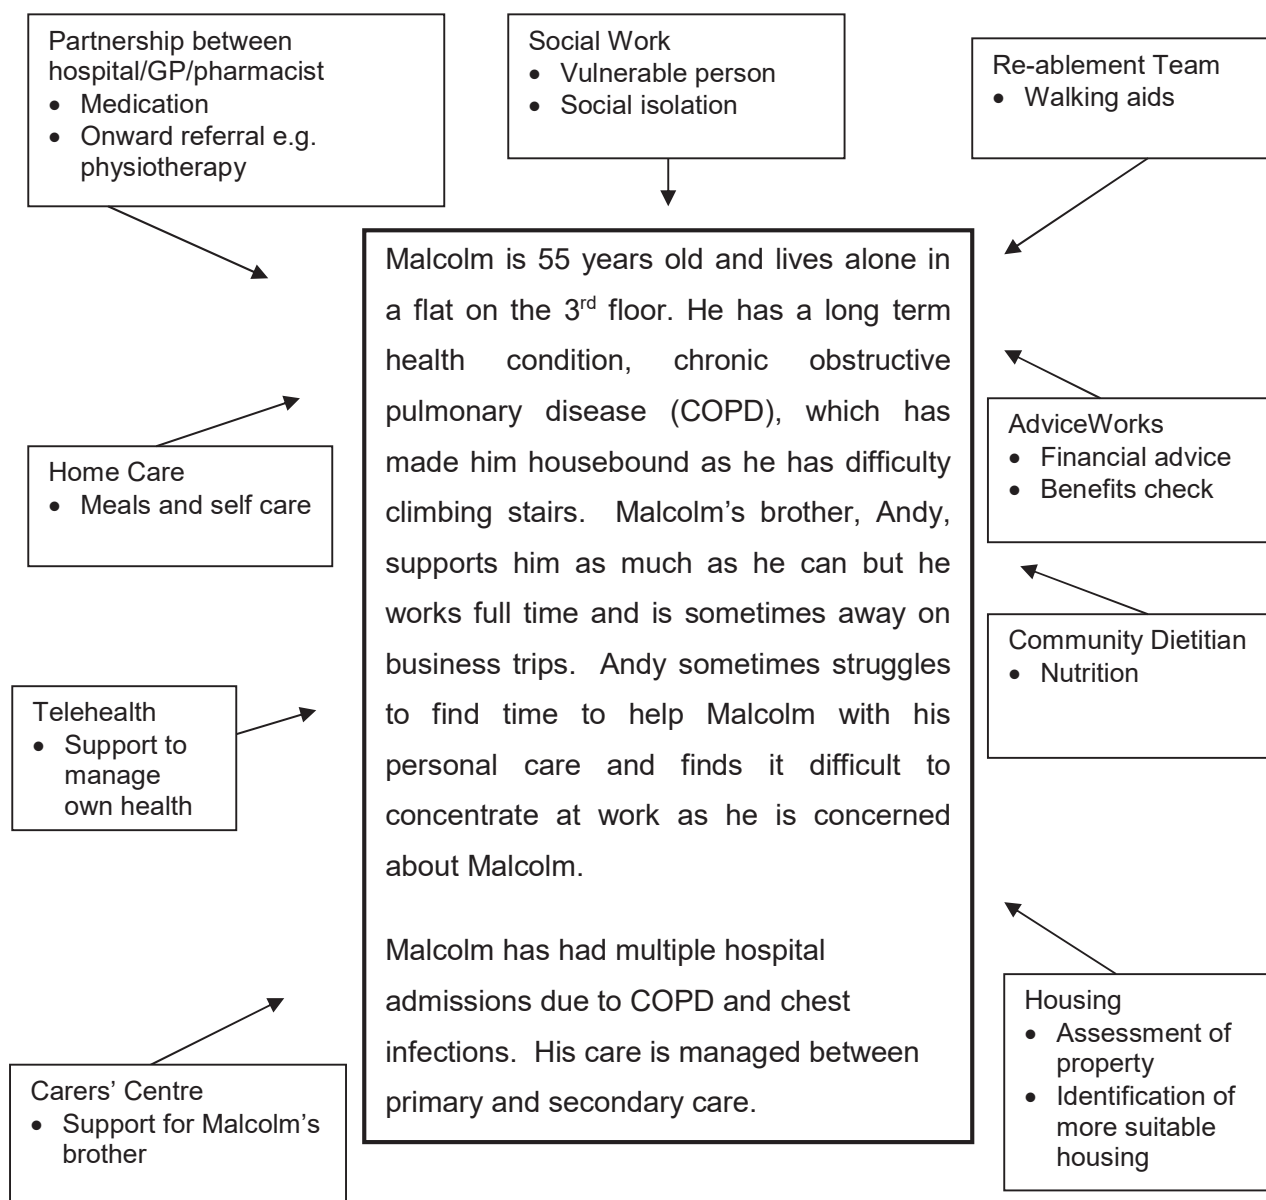 Partnership between
hospital/GP/pharmacist
• Medication
• Onward referral e.g.
physiotherapy
Social Work
• Vulnerable person
• Social isolation
Re-ablement Team
• Walking aids
Home Care
• Meals and self care
Telehealth
• Support to
manage
own health
Carers’ Centre
• Support for Malcolm’s
brother
Malcolm is 55 years old and lives alone in
a flat on the 3rd floor. He has a long term
health condition, chronic obstructive
pulmonary disease (COPD), which has
made him housebound as he has difficulty
climbing stairs. Malcolm’s brother, Andy,
supports him as much as he can but he
works full time and is sometimes away on
business trips. Andy sometimes struggles
to find time to help Malcolm with his
personal care and finds it difficult to
concentrate at work as he is concerned
about Malcolm.
Malcolm has had multiple hospital
admissions due to COPD and chest
infections. His care is managed between
primary and secondary care.
AdviceWorks
• Financial advice
• Benefits check
Community Dietitian
• Nutrition
Housing
• Assessment of
property
• Identification of
more suitable
housing